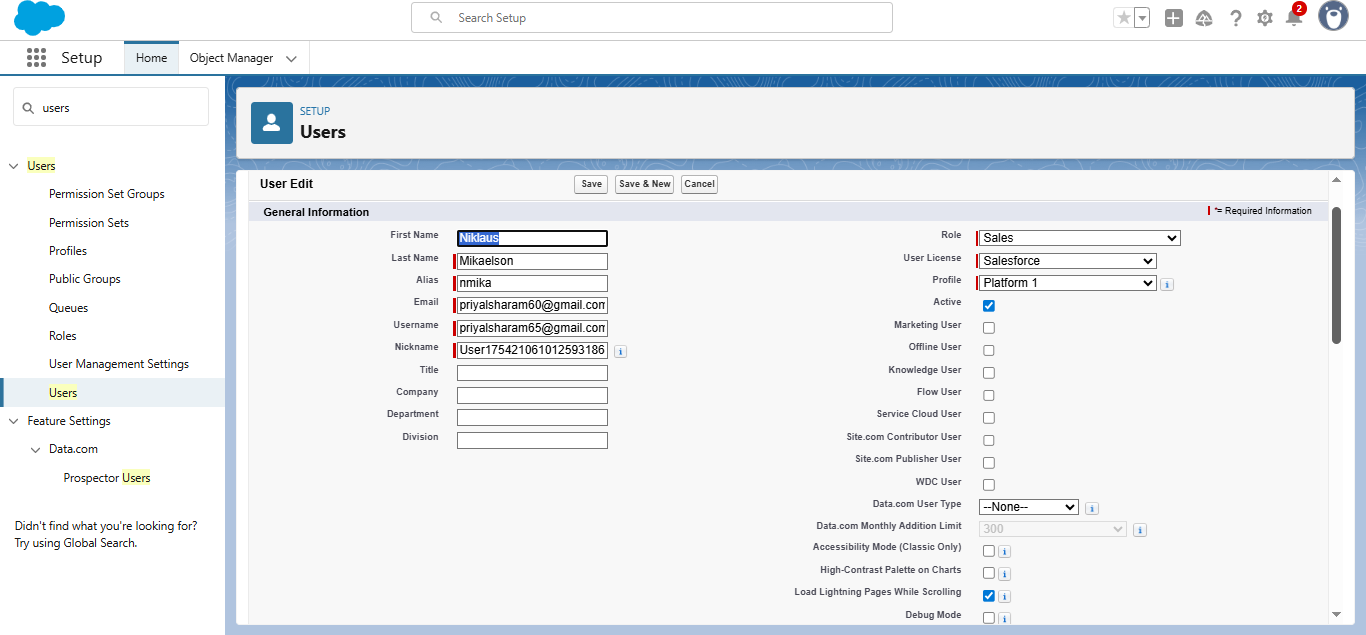 Search Setup
2
Setup
Home
Object Manager
users
Users
Permission Set Groups
Permission Sets
Profiles
Public Groups
Queues
Roles
User Management Settings
Users
Feature Settings
Data.com
Prospector Users
Didn't find what you're looking for?
Try using Global Search.
SETUP
Users
User Edit
Save
Save & New
Cancel
General Information
*= Required Information
First Name Niklaus
Last Name Mikaelson
Alias nmika
Email priyalsharam60@gmail.com
Username priyalsharam65@gmail.com
Nickname User175421061012593186
Title
Company
Department
Division
Role Sales
User License Salesforce
Profile Platform 1
Active
Marketing User
Offline User
Knowledge User
Flow User
Service Cloud User
Site.com Contributor User
Site.com Publisher User
WDC User
Data.com User Type --None--
Data.com Monthly Addition Limit 300
Accessibility Mode (Classic Only)
High-Contrast Palette on Charts
Load Lightning Pages While Scrolling
Debug Mode